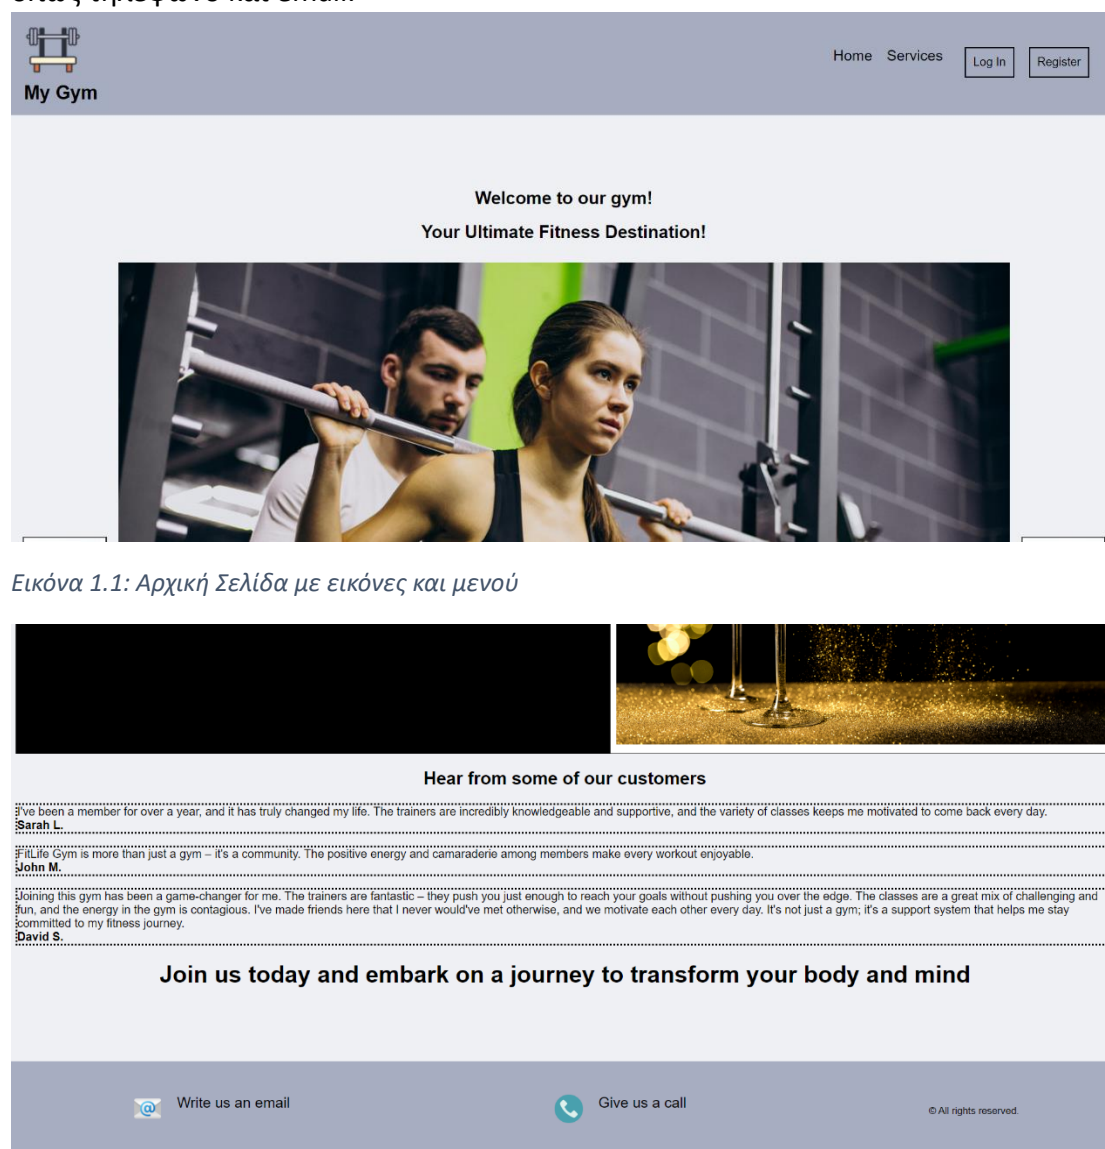 όπως τηλέφωνο και email.
My Gym
Home Services Log In Register
Welcome to our gym!
Your Ultimate Fitness Destination!
Εικόνα 1.1: Αρχική Σελίδα με εικόνες και μενού
Hear from some of our customers
I've been a member for over a year, and it has truly changed my life. The trainers are incredibly knowledgeable and supportive, and the variety of classes keeps me motivated to come back every day.
Sarah L.
FitLife Gym is more than just a gym – it's a community. The positive energy and camaraderie among members make every workout enjoyable.
John M.
Joining this gym has been a game-changer for me. The trainers are fantastic – they push you just enough to reach your goals without pushing you over the edge. The classes are a great mix of challenging and
fun, and the energy in the gym is contagious. I've made friends here that I never would've met otherwise, and we motivate each other every day. It's not just a gym; it's a support system that helps me stay
committed to my fitness journey.
David S.
Join us today and embark on a journey to transform your body and mind
Write us an email
Give us a call
© All rights reserved.